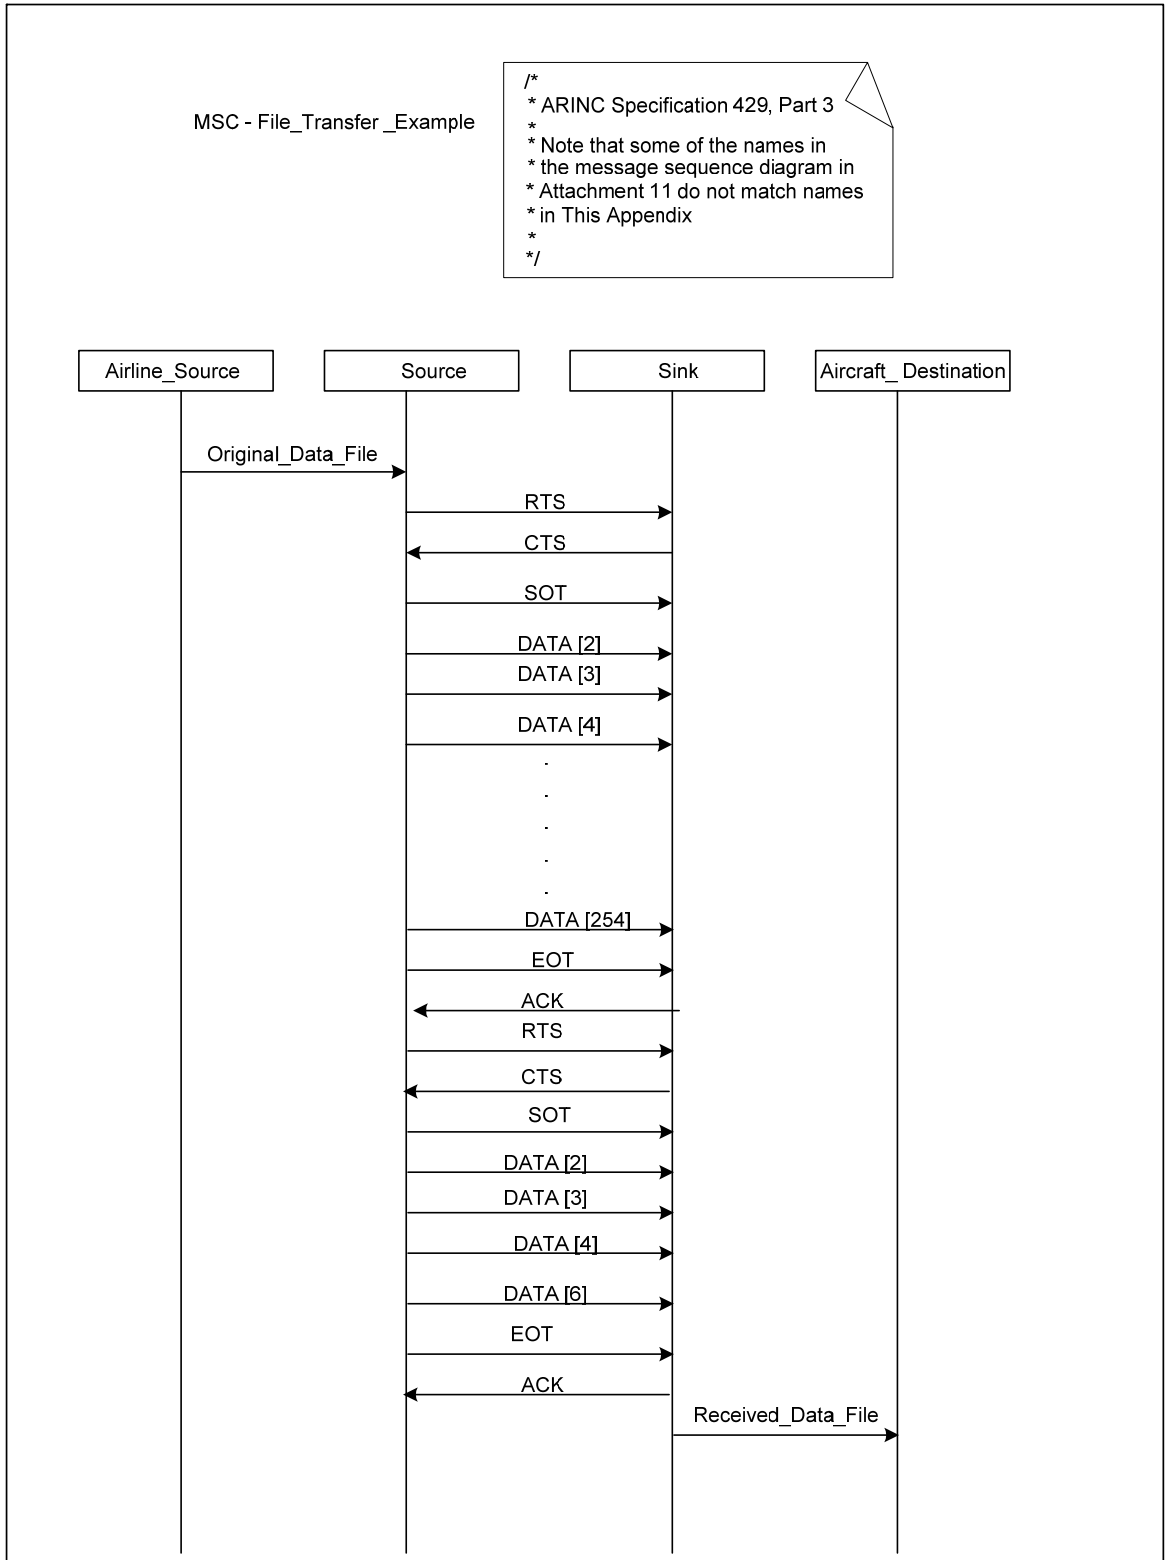 MSC - File_Transfer _Example
/*
* ARINC Specification 429, Part 3
*
* Note that some of the names in
* the message sequence diagram in
* Attachment 11 do not match names
* in This Appendix
*
*/
Airline_Source
Source
Sink
Aircraft_ Destination
Original_Data_File
RTS
CTS
SOT
DATA [2]
DATA [3]
DATA [4]
.
.
.
.
.
DATA [254]
EOT
ACK
RTS
CTS
SOT
DATA [2]
DATA [3]
DATA [4]
DATA [6]
EOT
ACK
Received_Data_File